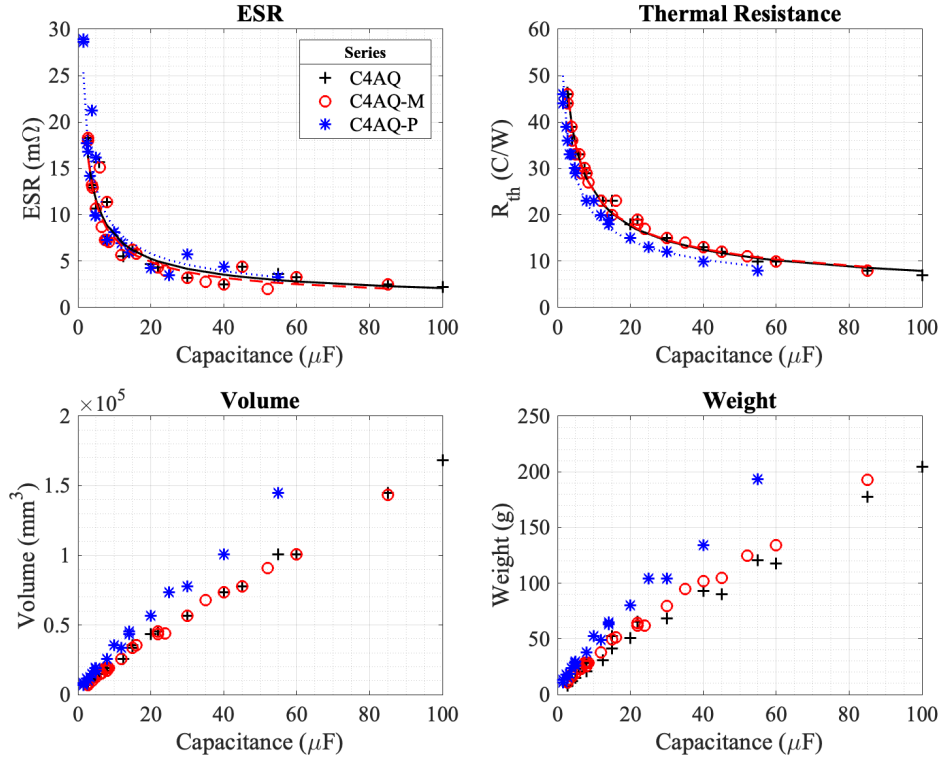 ESR
30
25
20
15
10
5
0
ESR (mΩ)
0 20 40 60 80 100
Capacitance (μF)
Series
C4AQ
C4AQ-M
C4AQ-P
Thermal Resistance
60
50
40
30
20
10
0
R_th (C/W)
0 20 40 60 80 100
Capacitance (μF)
Volume
×10^5
2
1.5
1
0.5
0
Volume (mm^3)
0 20 40 60 80 100
Capacitance (μF)
Weight
250
200
150
100
50
0
Weight (g)
0 20 40 60 80 100
Capacitance (μF)